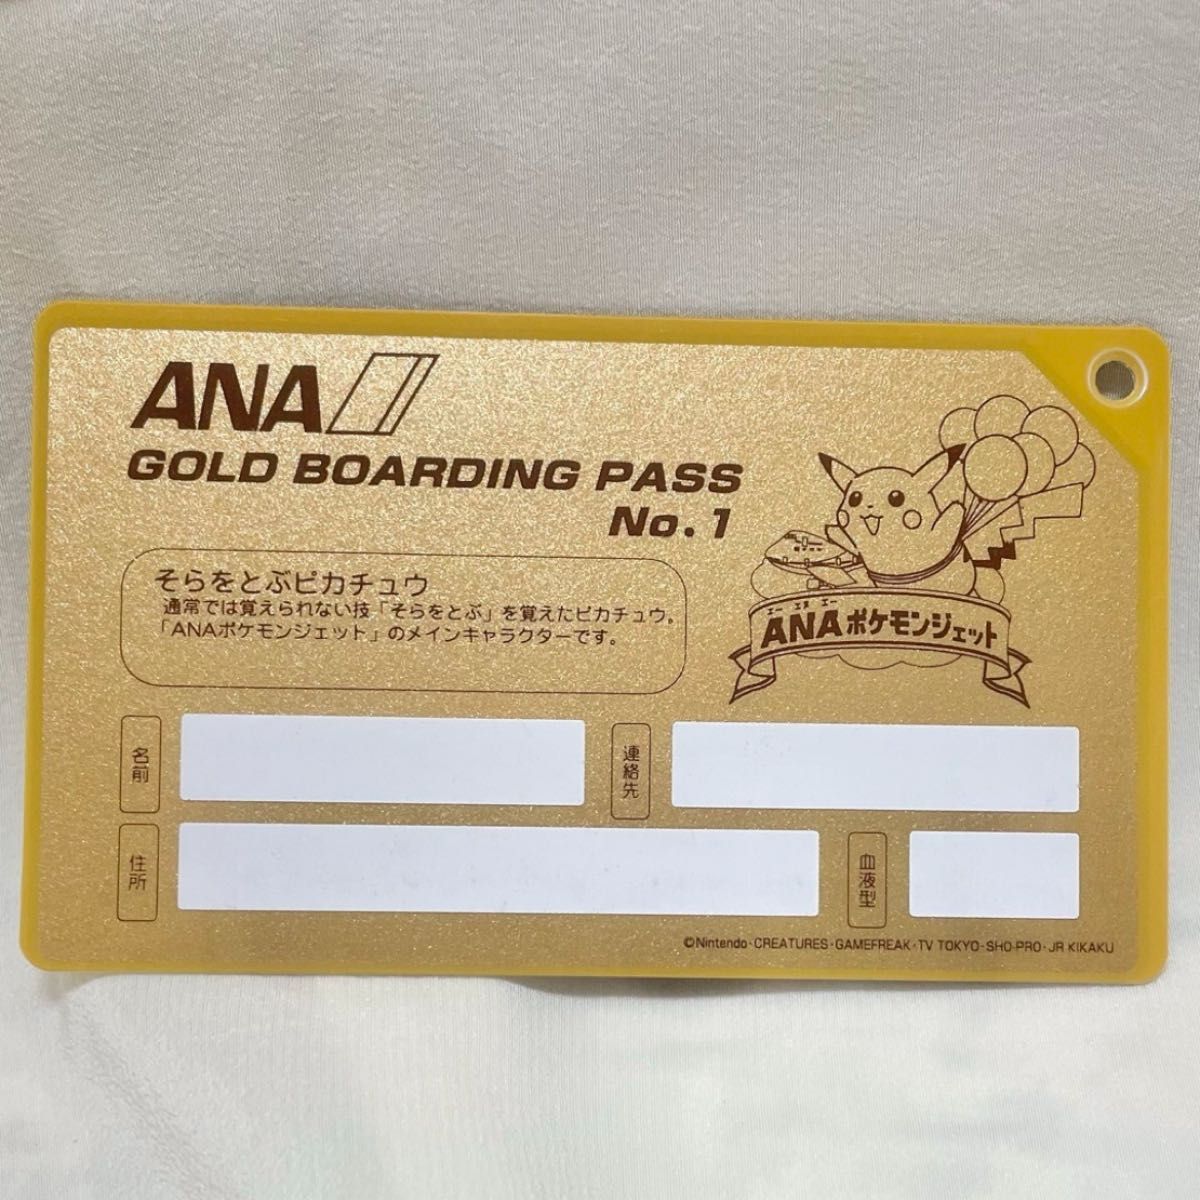 ANA
GOLD BOARDING PASS
No.1
そらをとぶピカチュウ
通常では覚えられない技「そらをとぶ」を覚えたピカチュウ。
「ANAポケモンジェット」のメインキャラクターです。
エー エヌ エー
ANAポケモンジェット
名前
連絡先
住所
血液型
©Nintendo・CREATURES・GAMEFREAK・TV TOKYO・SHO-PRO・JR KIKAKU